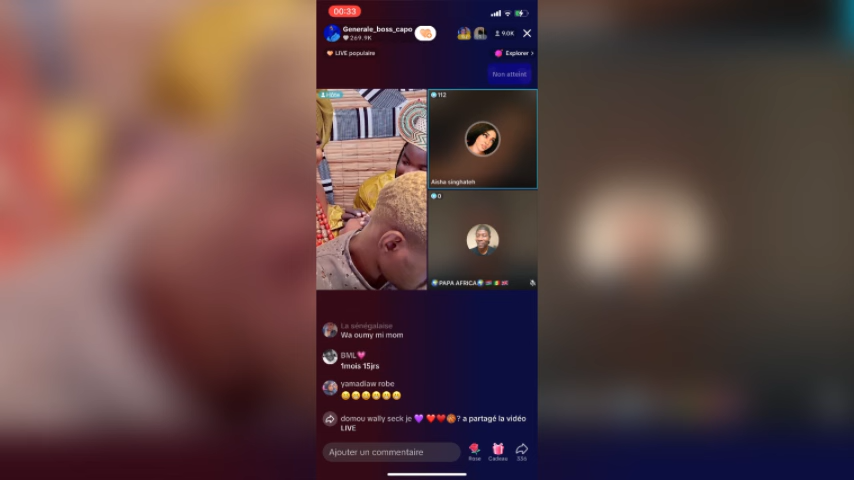 00:33
Generale_boss_capo
269.9K
9.0K
LIVE populaire
Explorer >
Non atteint
Hôte
112
Aisha singhateh
0
PAPA AFRICA
La sénégalaise
Wa oumy mi mom
BML💗
1mois 15jrs
yamadiaw robe
domou wally seck je 💜 ❤️❤️? a partagé la vidéo
LIVE
Ajouter un commentaire
Rose
Cadeau
336